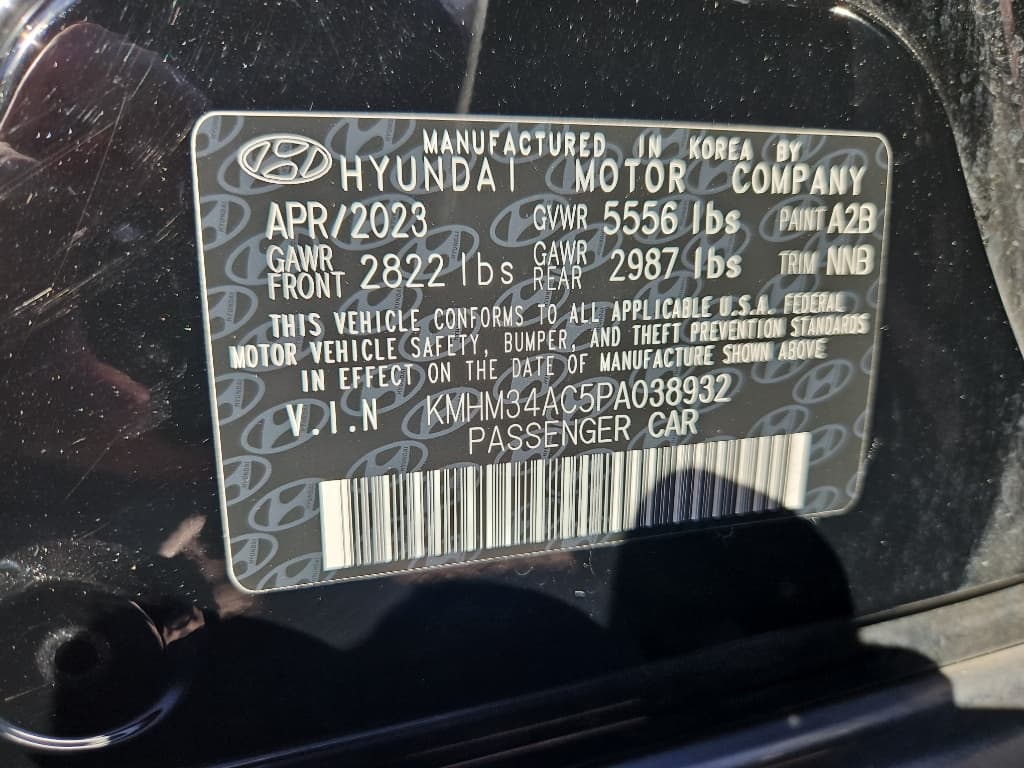 MANUFACTURED IN KOREA BY
HYUNDAI MOTOR COMPANY
APR/2023 GVWR 5556 lbs PAINT A2B
GAWR FRONT 2822 lbs GAWR REAR 2987 lbs TRIM NNB
THIS VEHICLE CONFORMS TO ALL APPLICABLE U.S.A. FEDERAL
MOTOR VEHICLE SAFETY, BUMPER, AND THEFT PREVENTION STANDARDS
IN EFFECT ON THE DATE OF MANUFACTURE SHOWN ABOVE
V.I.N KMHM34AC5PA038932
PASSENGER CAR